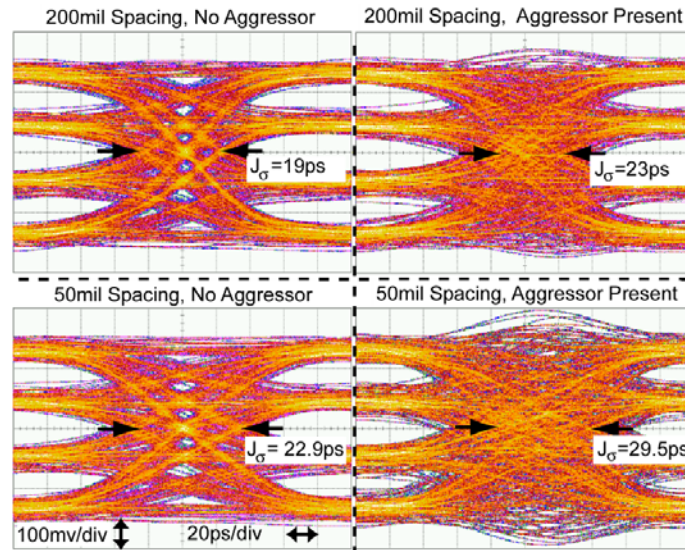 200mil Spacing, No Aggressor
200mil Spacing, Aggressor Present
Jσ=19ps
Jσ=23ps
50mil Spacing, No Aggressor
50mil Spacing, Aggressor Present
Jσ= 22.9ps
Jσ=29.5ps
100mv/div
20ps/div